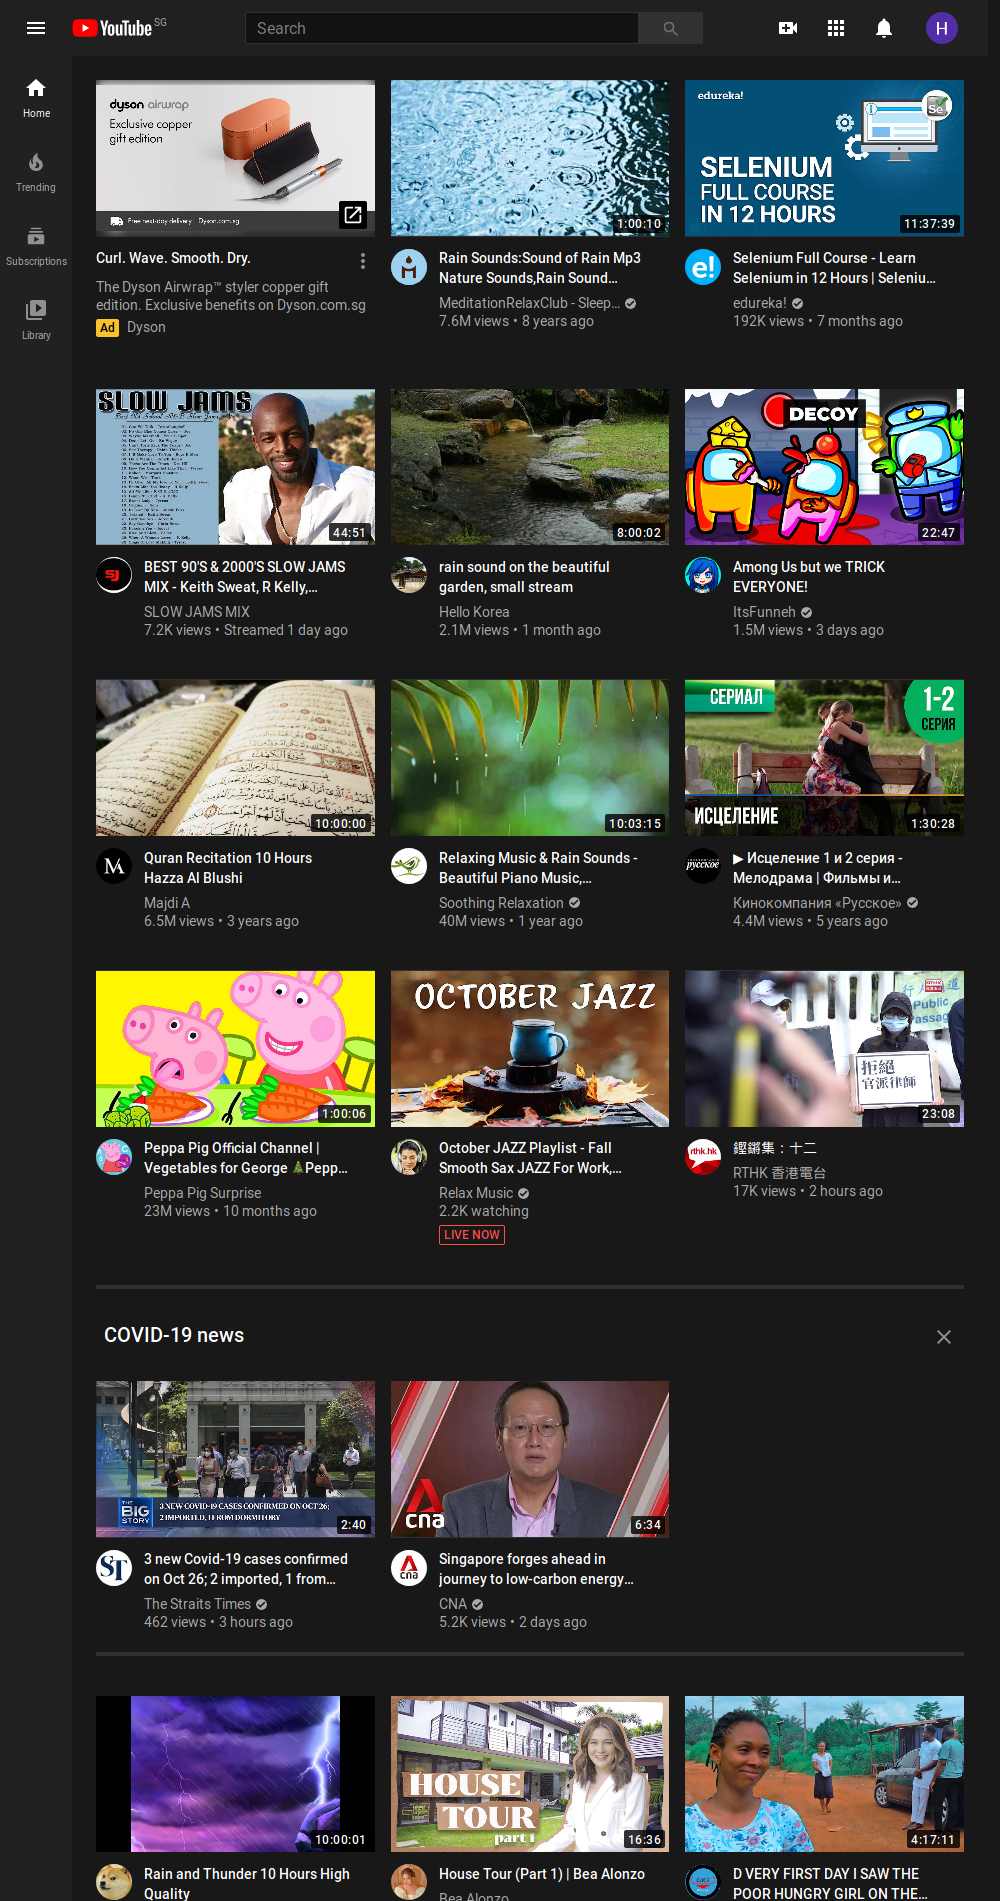 YouTube SG
Search
H
Home
Trending
Subscriptions
Library
dyson airwrap
Exclusive copper
gift edition
Free next-day delivery | Dyson.com.sg
Curl. Wave. Smooth. Dry.
The Dyson Airwrap™ styler copper gift
edition. Exclusive benefits on Dyson.com.sg
Ad Dyson
1:00:10
Rain Sounds:Sound of Rain Mp3
Nature Sounds,Rain Sound...
MeditationRelaxClub - Sleep...
7.6M views • 8 years ago
edureka!
Se
SELENIUM
FULL COURSE
IN 12 HOURS
11:37:39
e!
Selenium Full Course - Learn
Selenium in 12 Hours | Seleniu...
edureka!
192K views • 7 months ago
SLOW JAMS
44:51
SJ
BEST 90'S & 2000'S SLOW JAMS
MIX - Keith Sweat, R Kelly,...
SLOW JAMS MIX
7.2K views • Streamed 1 day ago
8:00:02
rain sound on the beautiful
garden, small stream
Hello Korea
2.1M views • 1 month ago
DECOY
22:47
Among Us but we TRICK
EVERYONE!
ItsFunneh
1.5M views • 3 days ago
10:00:00
Quran Recitation 10 Hours
Hazza Al Blushi
Majdi A
6.5M views • 3 years ago
10:03:15
Relaxing Music & Rain Sounds -
Beautiful Piano Music,...
Soothing Relaxation
40M views • 1 year ago
СЕРИАЛ
1-2
СЕРИЯ
ИСЦЕЛЕНИЕ
1:30:28
русское
▶ Исцеление 1 и 2 серия -
Мелодрама | Фильмы и...
Кинокомпания «Русское»
4.4M views • 5 years ago
1:00:06
Peppa Pig Official Channel |
Vegetables for George 🎄Pepp...
Peppa Pig Surprise
23M views • 10 months ago
OCTOBER JAZZ
October JAZZ Playlist - Fall
Smooth Sax JAZZ For Work,...
Relax Music
2.2K watching
LIVE NOW
Public
Passag
拒絕
官派律師
23:08
rthk.hk
鏗鏘集：十二
RTHK 香港電台
17K views • 2 hours ago
COVID-19 news
THE
BIG
STORY
3 NEW COVID-19 CASES CONFIRMED ON OCT 26;
2 IMPORTED, 1 FROM DORMITORY
2:40
ST
3 new Covid-19 cases confirmed
on Oct 26; 2 imported, 1 from...
The Straits Times
462 views • 3 hours ago
cna
6:34
cna
Singapore forges ahead in
journey to low-carbon energy...
CNA
5.2K views • 2 days ago
10:00:01
Rain and Thunder 10 Hours High
Quality
HOUSE
TOUR
part 1
16:36
House Tour (Part 1) | Bea Alonzo
Bea Alonzo
4:17:11
D VERY FIRST DAY I SAW THE
POOR HUNGRY GIRL ON THE...